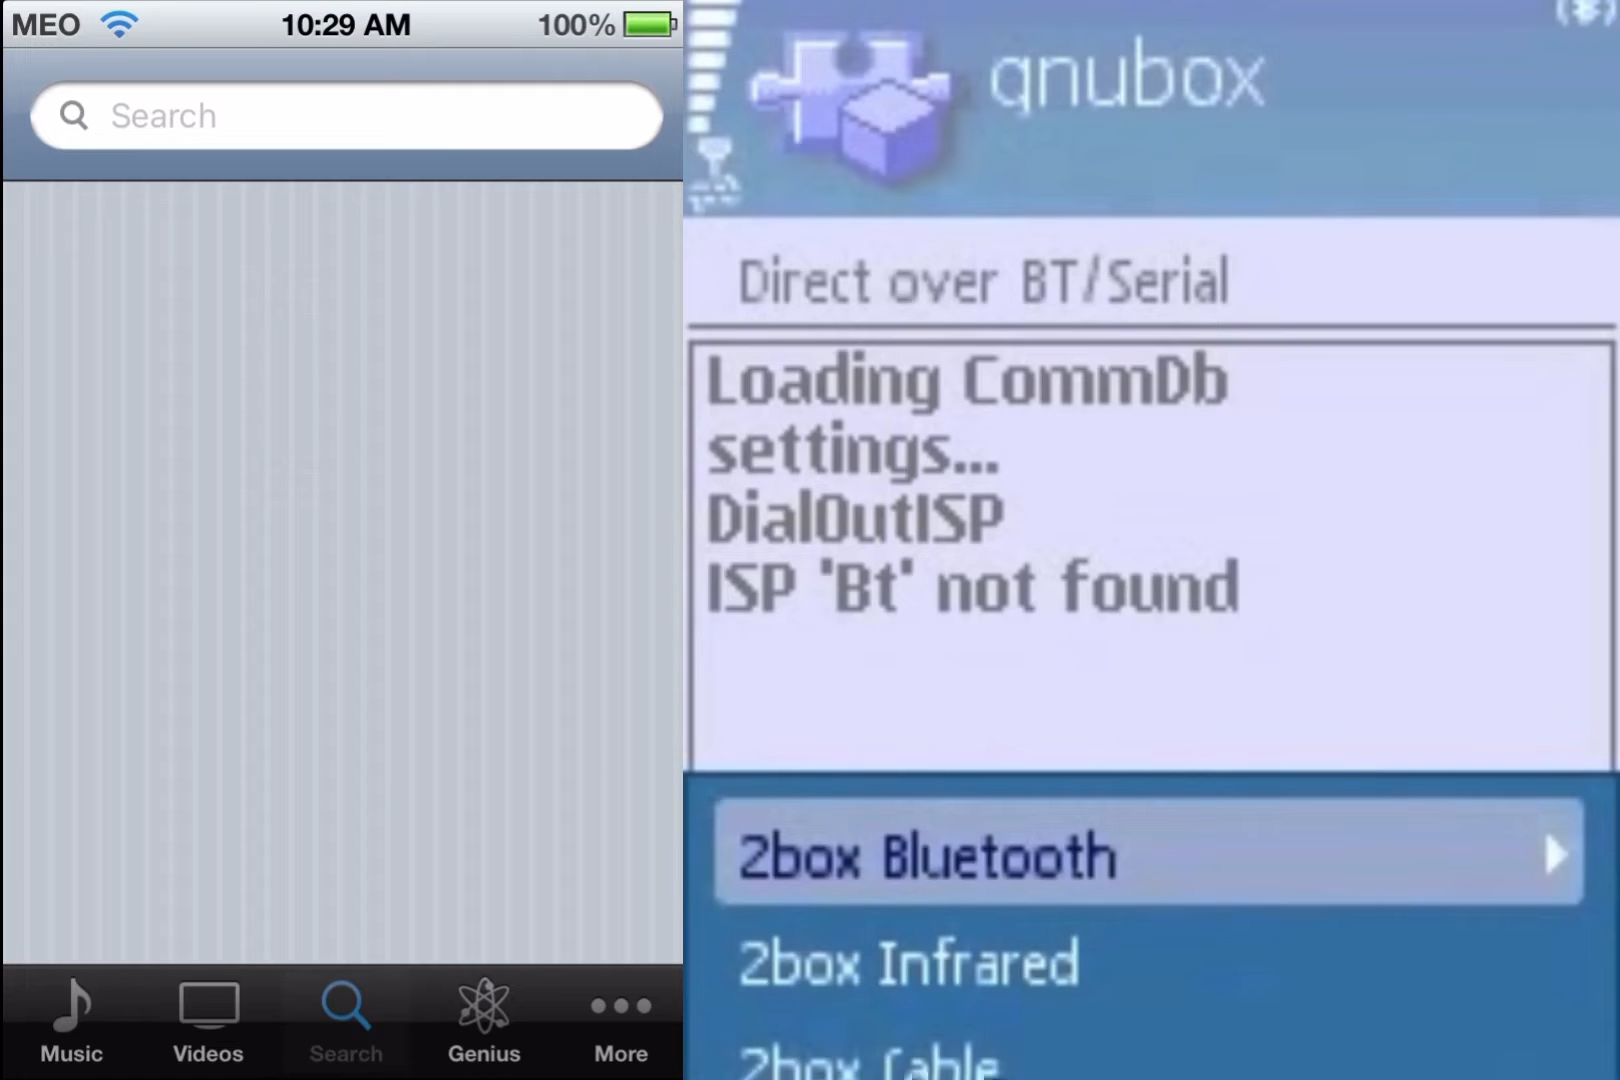 MEO 10:29 AM 100%
Search
Music Videos Search Genius More
gnubox
Direct over BT/Serial
Loading CommDb
settings...
DialOutISP
ISP 'Bt' not found
2box Bluetooth
2box Infrared
2box Cable